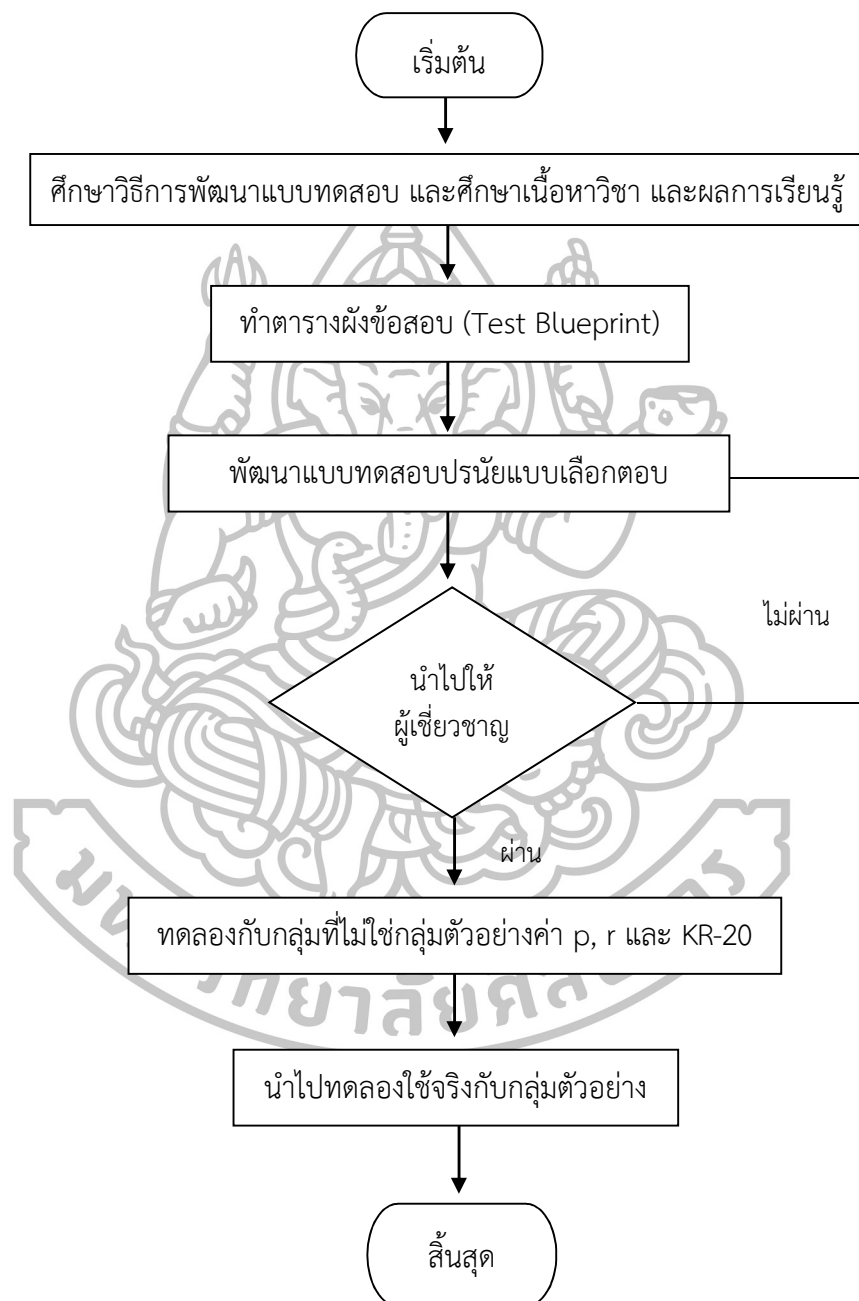 เริ่มต้น
ศึกษาวิธีการพัฒนาแบบทดสอบ และศึกษาเนื้อหาวิชา และผลการเรียนรู้
ทำตารางผังข้อสอบ (Test Blueprint)
พัฒนาแบบทดสอบปรนัยแบบเลือกตอบ
ไม่ผ่าน
นำไปให้
ผู้เชี่ยวชาญ
ผ่าน
ทดลองกับกลุ่มที่ไม่ใช่กลุ่มตัวอย่างค่า p, r และ KR-20
นำไปทดลองใช้จริงกับกลุ่มตัวอย่าง
สิ้นสุด